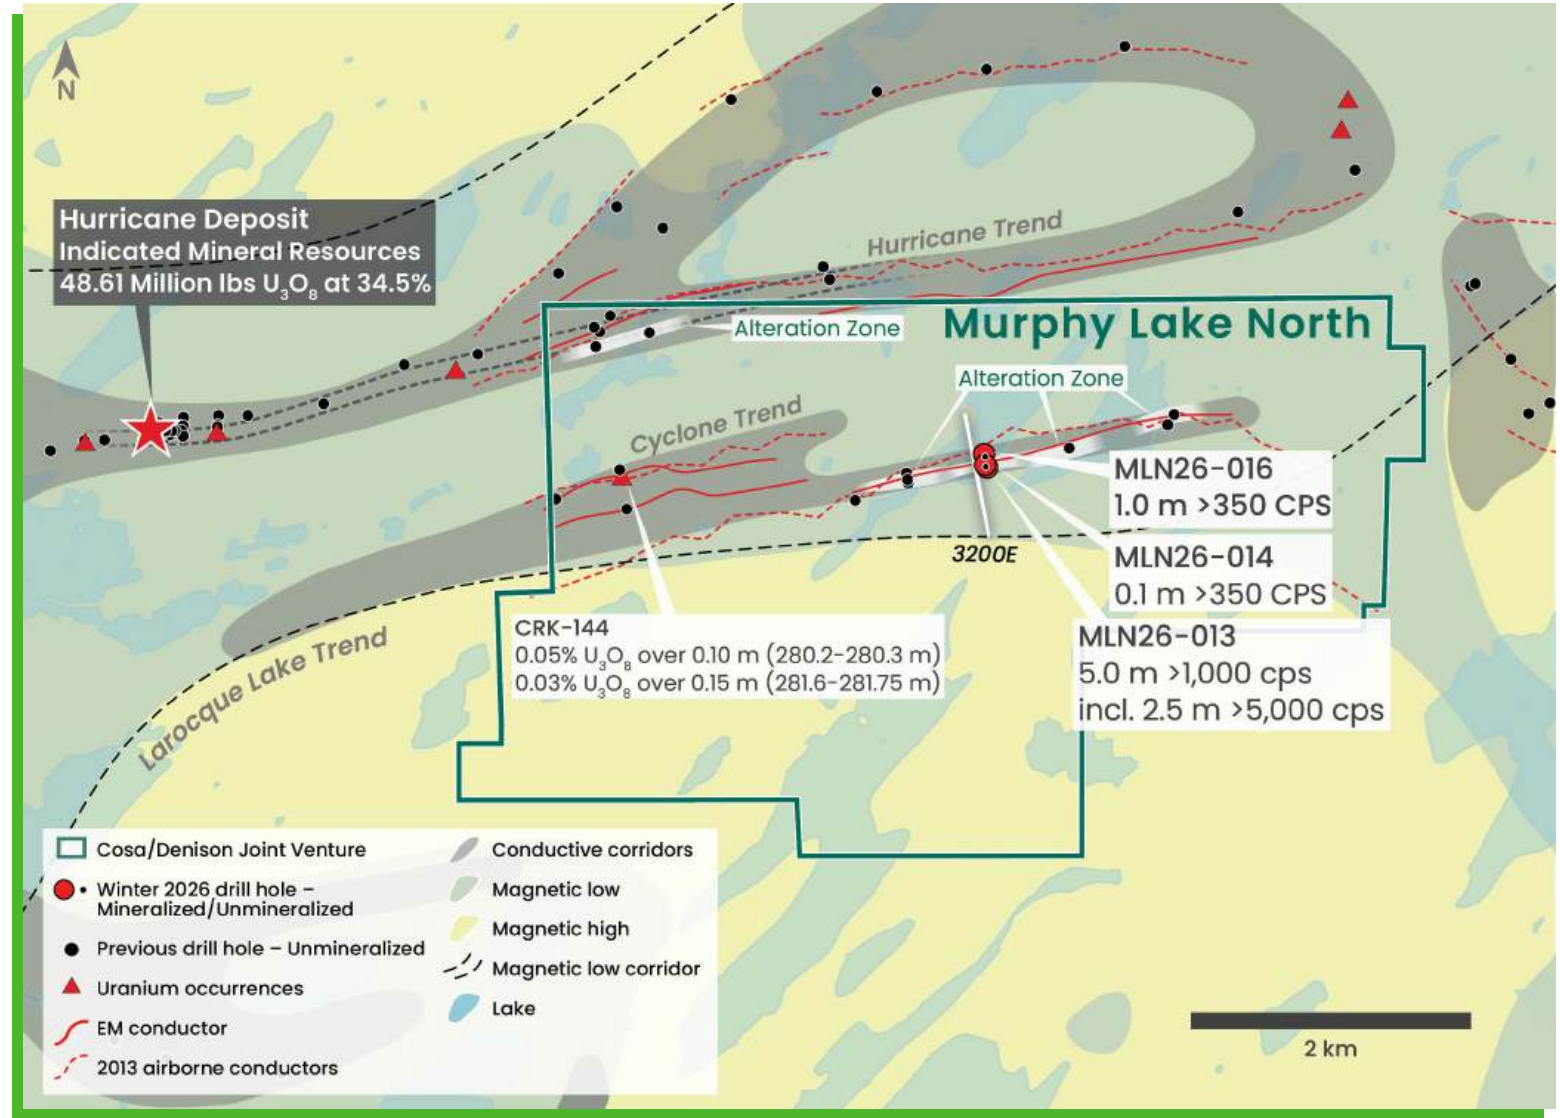 N
Hurricane Deposit
Indicated Mineral Resources
48.61 Million lbs U₃O₈ at 34.5%
Hurricane Trend
Alteration Zone
Murphy Lake North
Alteration Zone
Cyclone Trend
MLN26-016
1.0 m >350 CPS
3200E
MLN26-014
0.1 m >350 CPS
CRK-144
0.05% U₃O₈ over 0.10 m (280.2-280.3 m)
0.03% U₃O₈ over 0.15 m (281.6-281.75 m)
MLN26-013
5.0 m >1,000 cps
incl. 2.5 m >5,000 cps
Larocque Lake Trend
Cosa/Denison Joint Venture
Winter 2026 drill hole –
Mineralized/Unmineralized
Previous drill hole – Unmineralized
Uranium occurrences
EM conductor
2013 airborne conductors
Conductive corridors
Magnetic low
Magnetic high
Magnetic low corridor
Lake
2 km